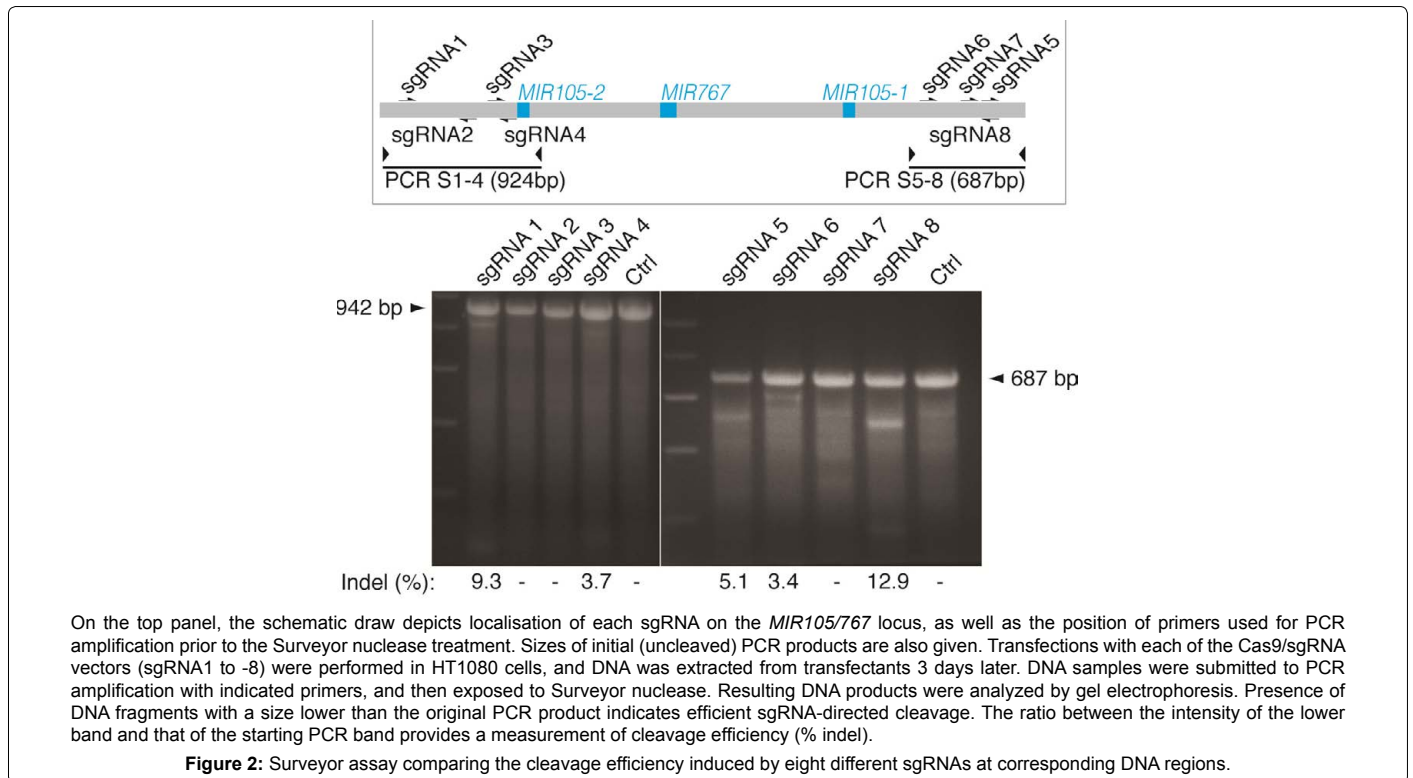 sgRNA1 sgRNA3 sgRNA6 sgRNA7 sgRNA5
MIR105-2 MIR767 MIR105-1
sgRNA2 sgRNA4 sgRNA8
PCR S1-4 (924bp) PCR S5-8 (687bp)
sgRNA 1 sgRNA 2 sgRNA 3 sgRNA 4 Ctrl sgRNA 5 sgRNA 6 sgRNA 7 sgRNA 8 Ctrl
942 bp
687 bp
Indel (%): 9.3 - - 3.7 - 5.1 3.4 - 12.9 -
On the top panel, the schematic draw depicts localisation of each sgRNA on the MIR105/767 locus, as well as the position of primers used for PCR
amplification prior to the Surveyor nuclease treatment. Sizes of initial (uncleaved) PCR products are also given. Transfections with each of the Cas9/sgRNA
vectors (sgRNA1 to -8) were performed in HT1080 cells, and DNA was extracted from transfectants 3 days later. DNA samples were submitted to PCR
amplification with indicated primers, and then exposed to Surveyor nuclease. Resulting DNA products were analyzed by gel electrophoresis. Presence of
DNA fragments with a size lower than the original PCR product indicates efficient sgRNA-directed cleavage. The ratio between the intensity of the lower
band and that of the starting PCR band provides a measurement of cleavage efficiency (% indel).
Figure 2: Surveyor assay comparing the cleavage efficiency induced by eight different sgRNAs at corresponding DNA regions.